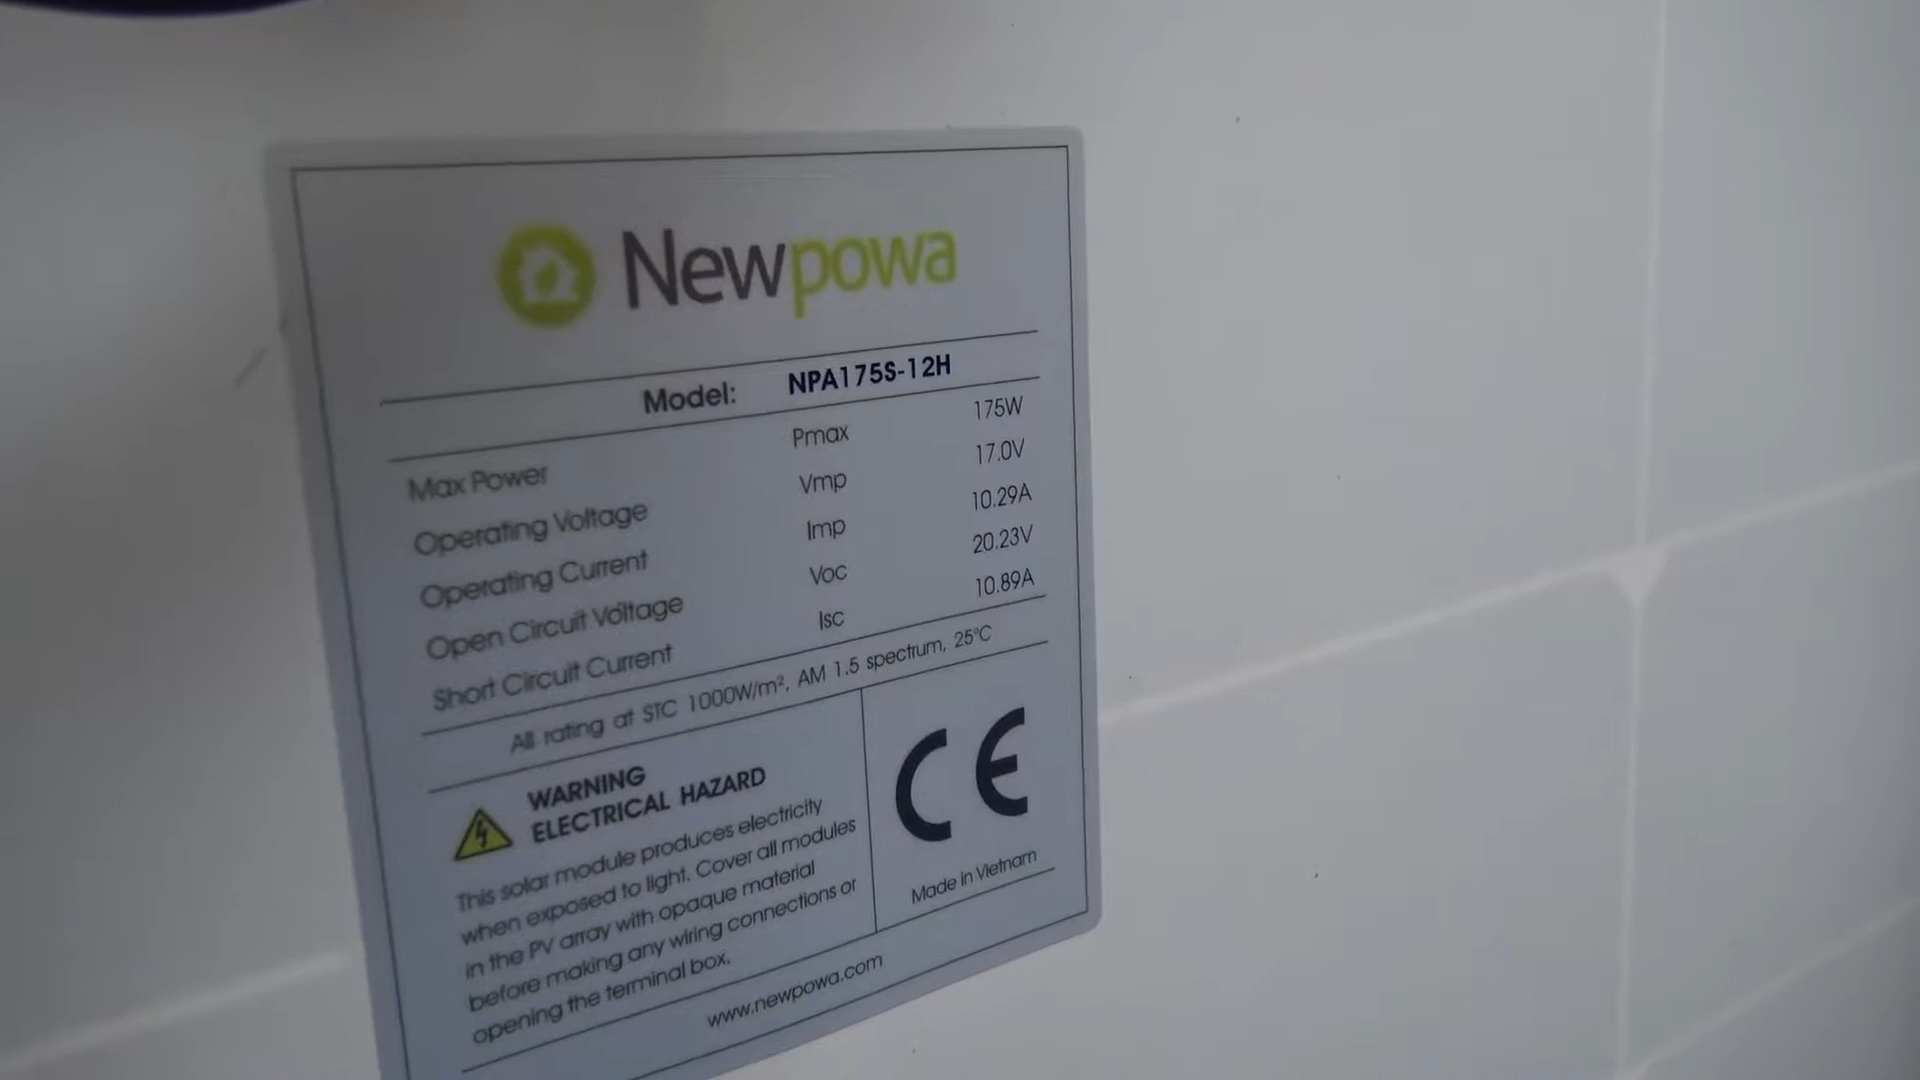 Newpowa
Model: NPA175S-12H
Max Power Pmax 175W
Operating Voltage Vmp 17.0V
Operating Current Imp 10.29A
Open Circuit Voltage Voc 20.23V
Short Circuit Current Isc 10.89A
All rating at STC 1000W/m², AM 1.5 spectrum, 25°C
WARNING
ELECTRICAL HAZARD
This solar module produces electricity
when exposed to light. Cover all modules
in the PV array with opaque material
before making any wiring connections or
opening the terminal box.
CE
Made in Vietnam
www.newpowa.com